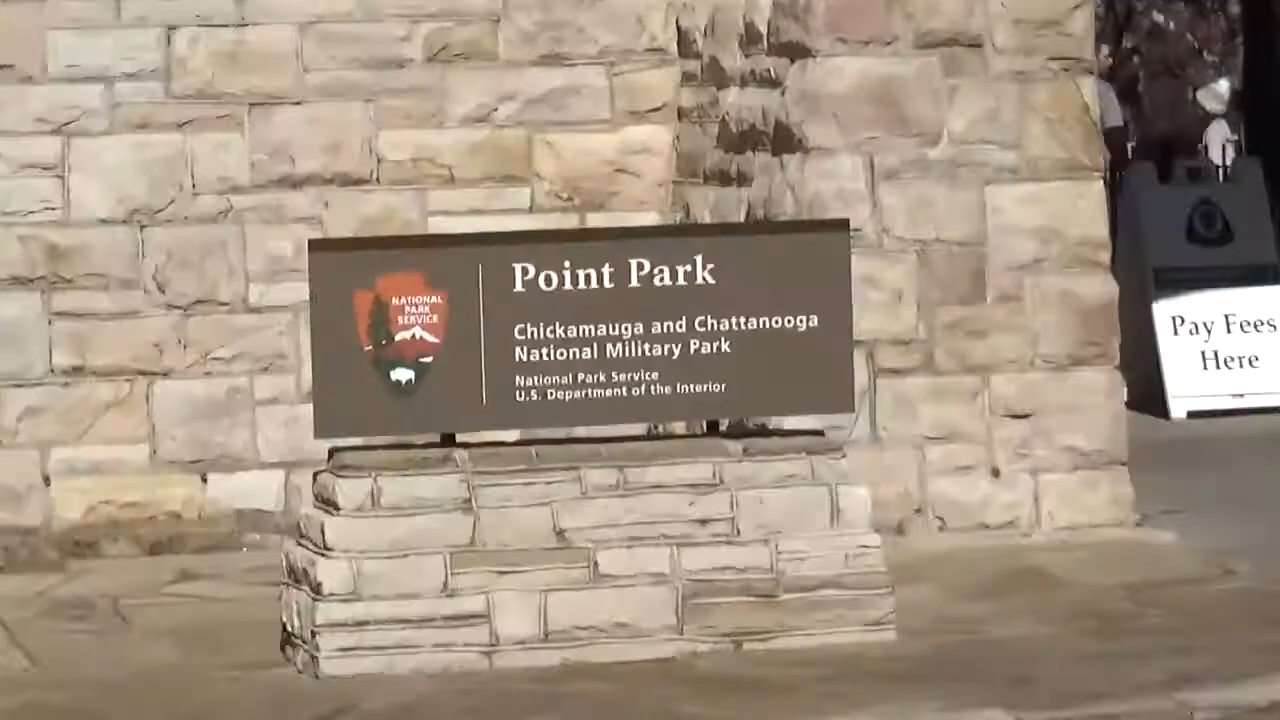 NATIONAL
PARK
SERVICE
Point Park
Chickamauga and Chattanooga
National Military Park
National Park Service
U.S. Department of the Interior
Pay Fees
Here